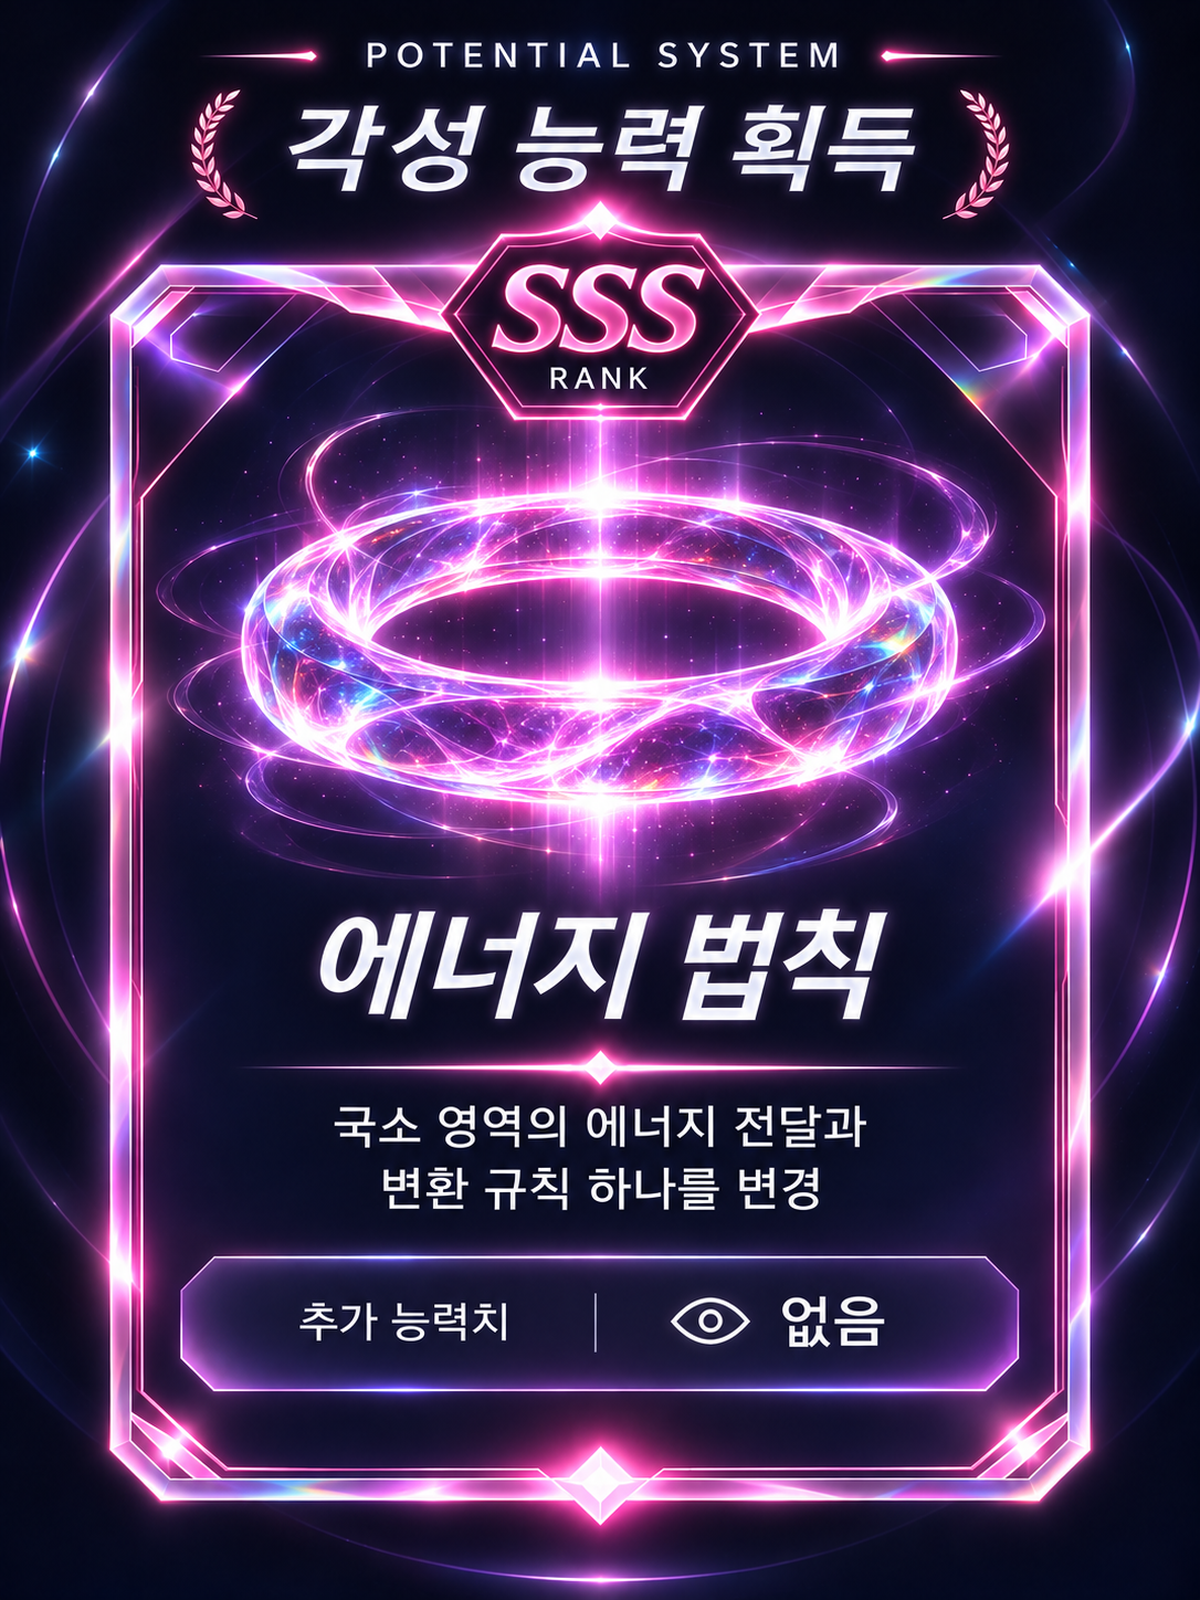 POTENTIAL SYSTEM
각성 능력 획득
SSS
RANK
에너지 법칙
국소 영역의 에너지 전달과
변환 규칙 하나를 변경
추가 능력치 없음